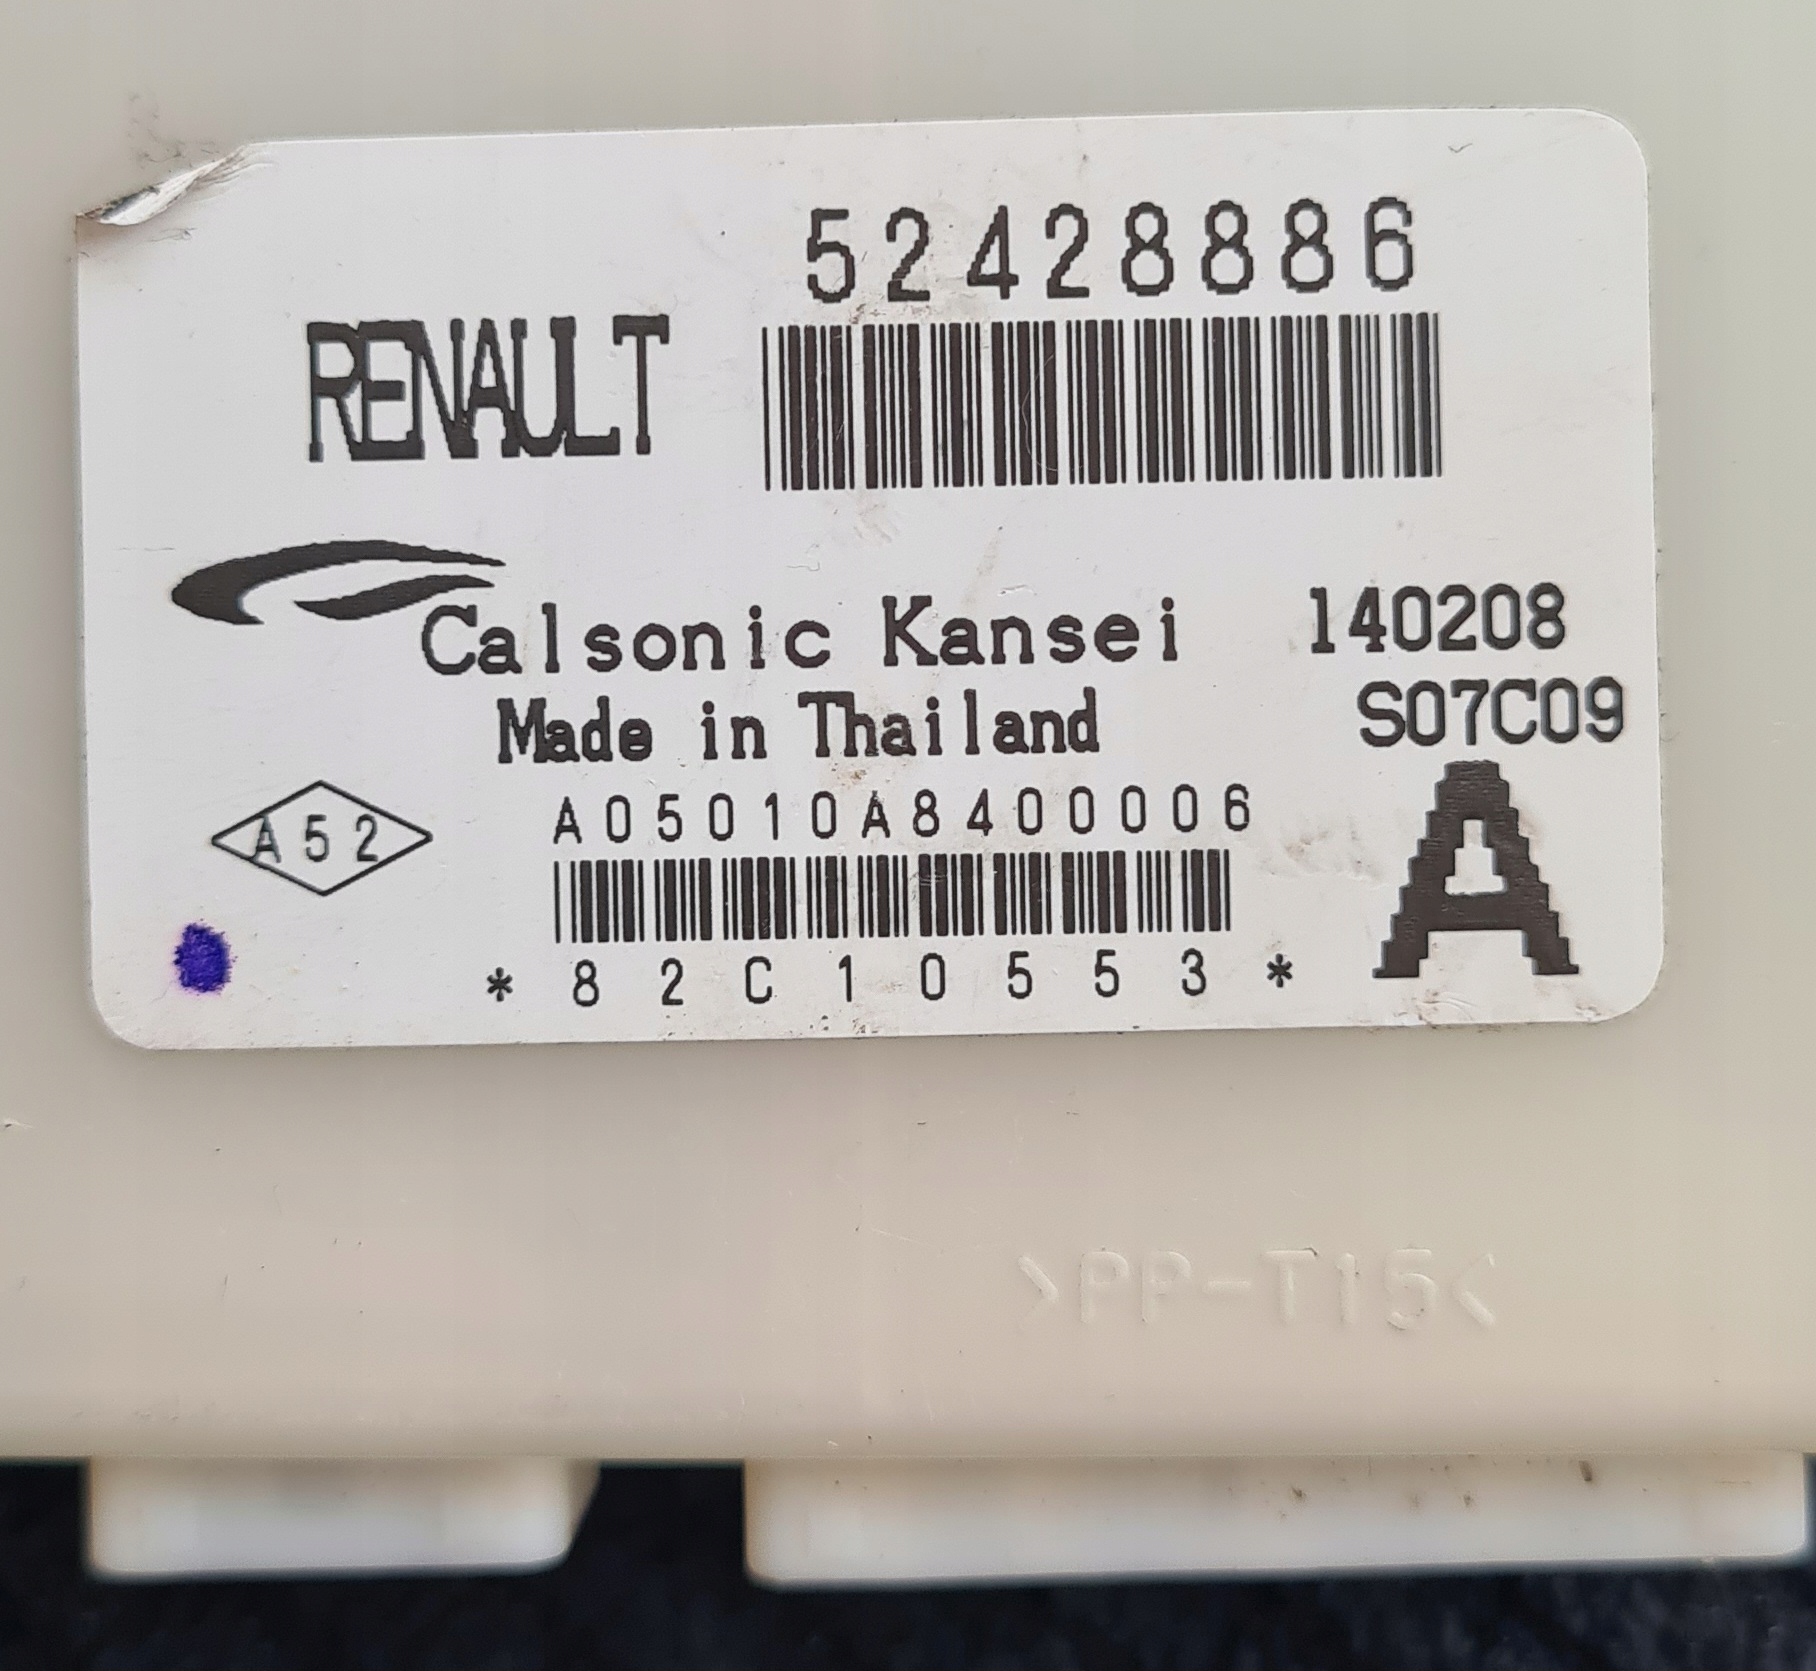 52428886
RENAULT
Calsonic Kansei 140208
Made in Thailand S07C09
A05010A8400006
A52
A
*82C10553*
>PP-T15<